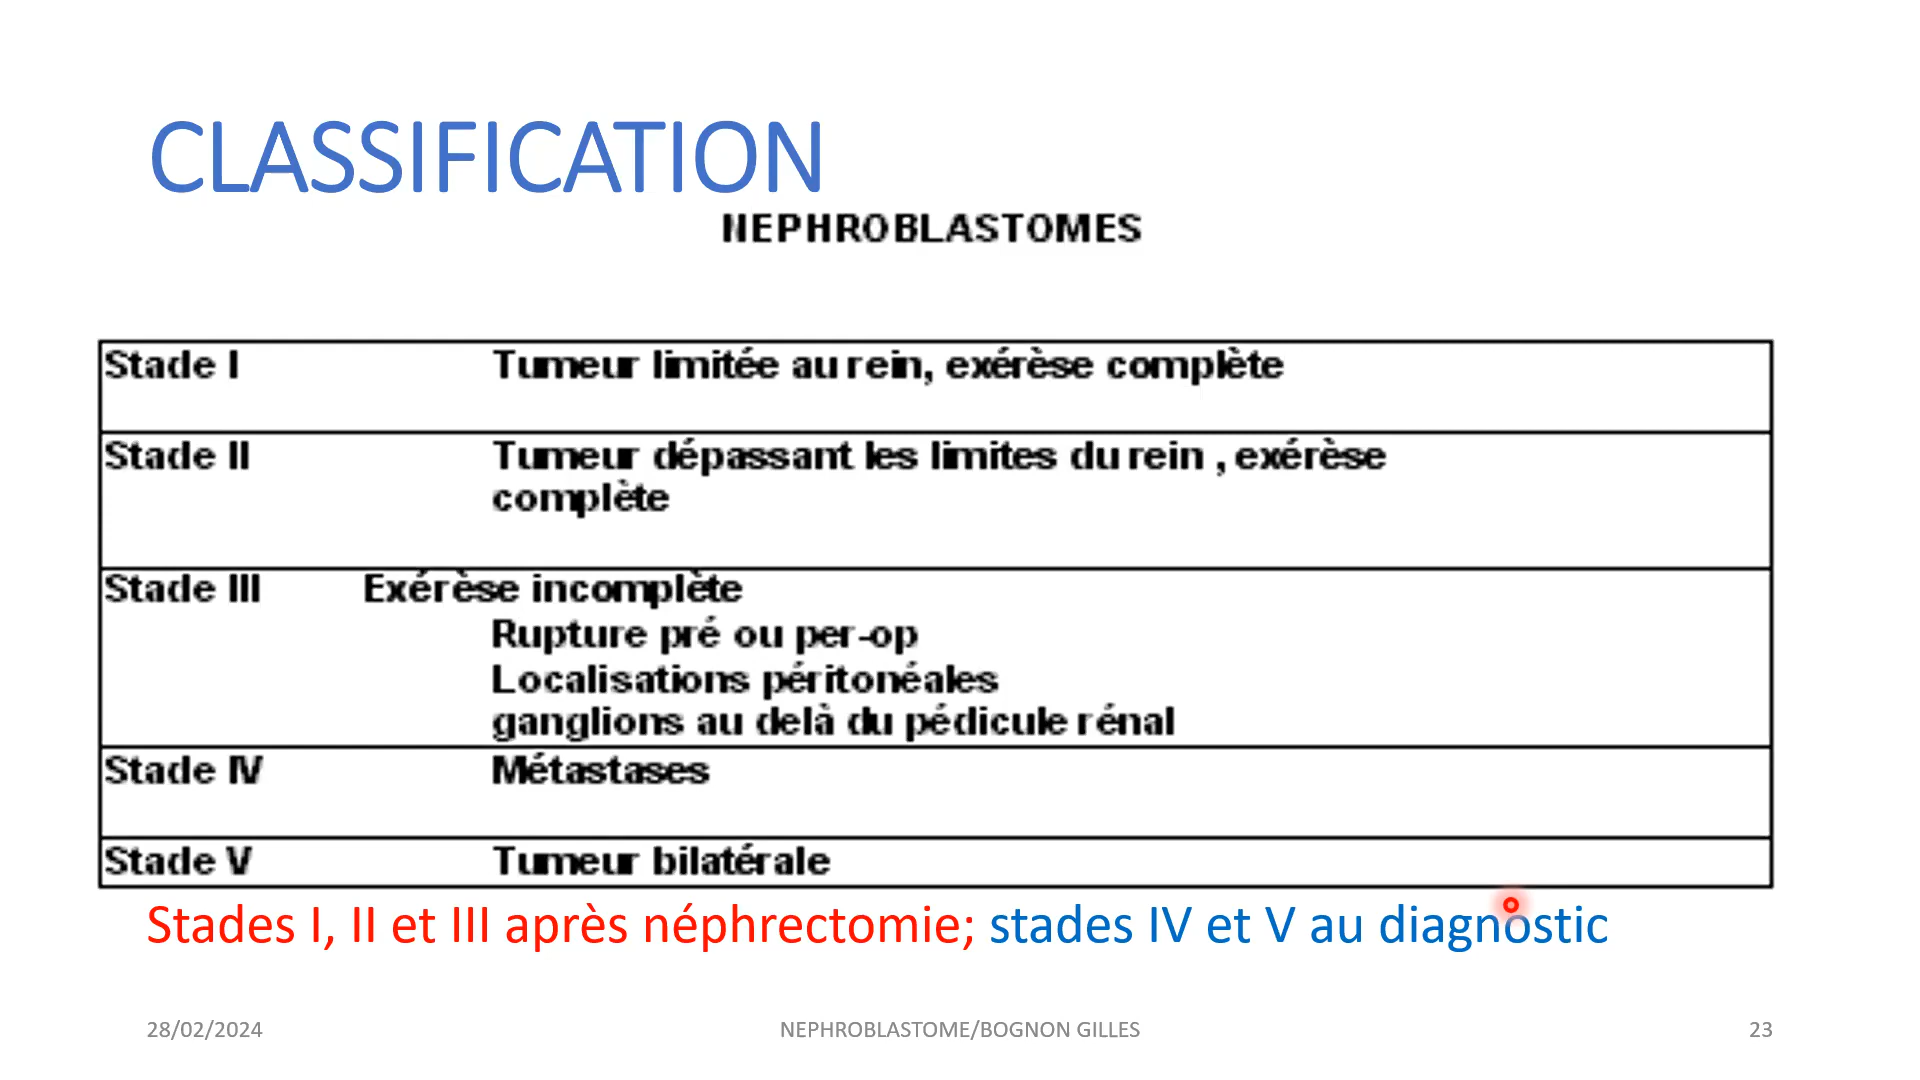 CLASSIFICATION
NEPHROBLASTOMES
Stade I Tumeur limitée au rein, exérèse complète
Stade II Tumeur dépassant les limites du rein , exérèse
complète
Stade III Exérèse incomplète
Rupture pré ou per-op
Localisations péritonéales
ganglions au delà du pédicule rénal
Stade IV Métastases
Stade V Tumeur bilatérale
Stades I, II et III après néphrectomie; stades IV et V au diagnostic
28/02/2024 NEPHROBLASTOME/BOGNON GILLES 23